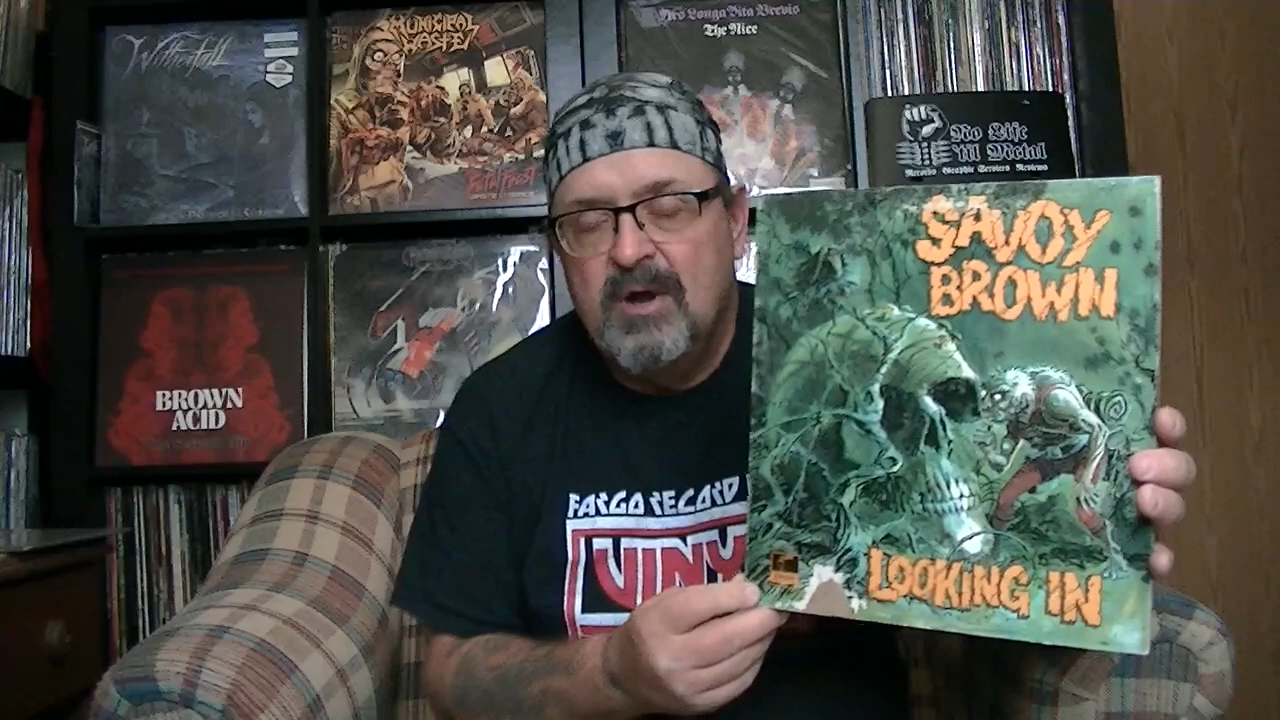 Witherfall
MUNICIPAL
WASTE
Ars Longa Vita Brevis
The Nice
No Life
'til Metal
BROWN
ACID
SAVOY
BROWN
FARGO RECORD
VINY
LOOKING IN